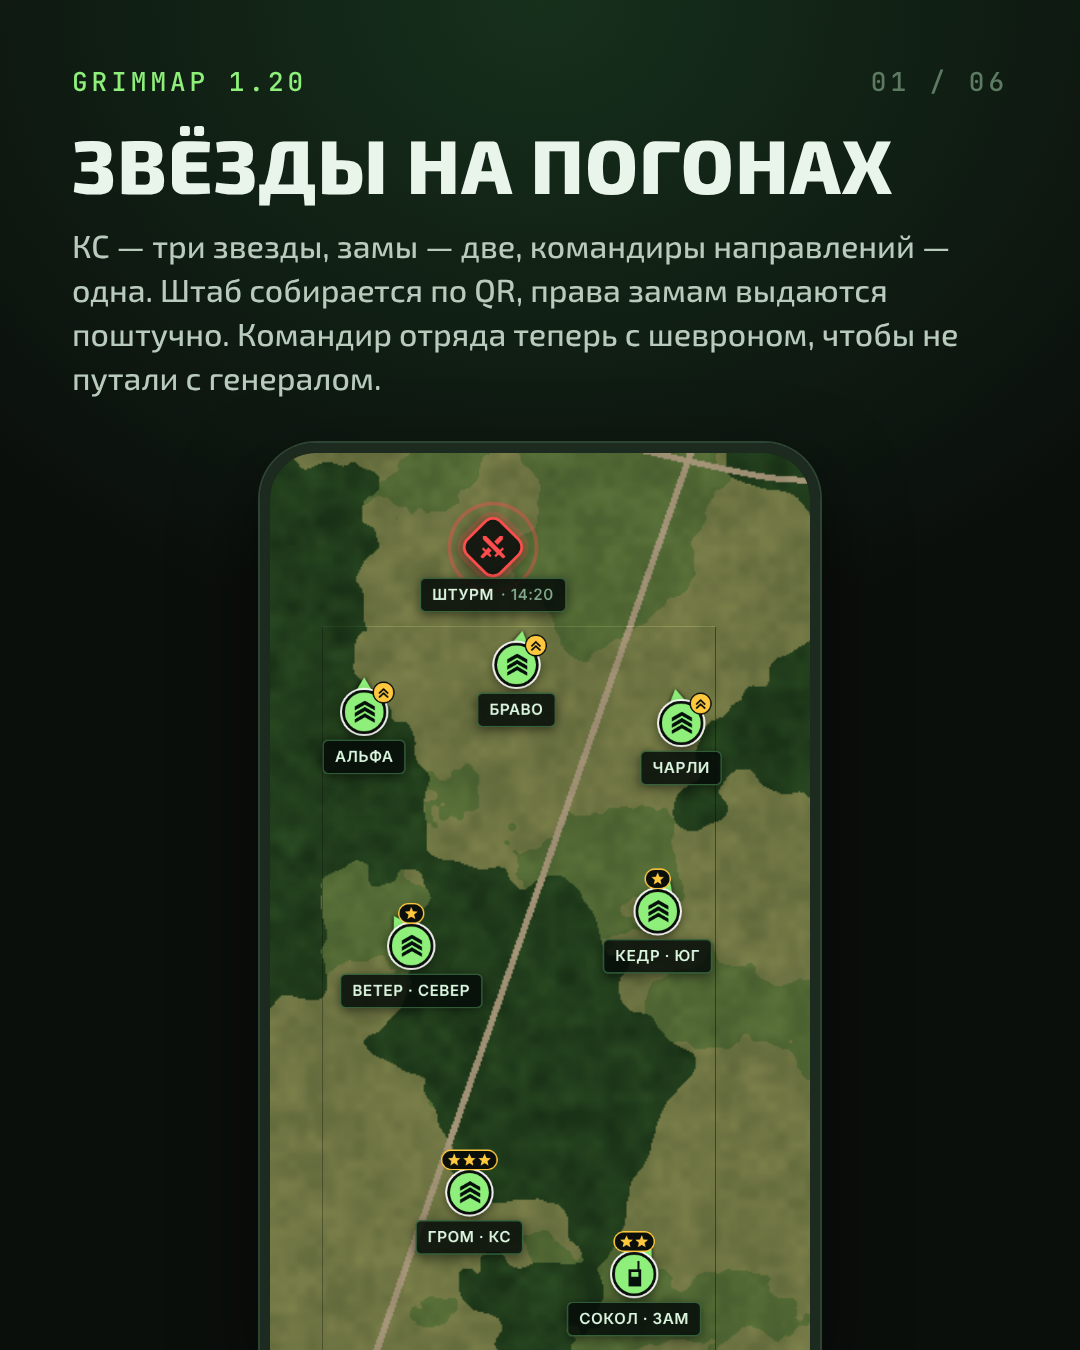 GRIMMAP 1.20
01 / 06
ЗВЁЗДЫ НА ПОГОНАХ
КС — три звезды, замы — две, командиры направлений —
одна. Штаб собирается по QR, права замам выдаются
поштучно. Командир отряда теперь с шевроном, чтобы не
путали с генералом.
ШТУРМ · 14:20
БРАВО
АЛЬФА
ЧАРЛИ
КЕДР · ЮГ
ВЕТЕР · СЕВЕР
ГРОМ · КС
СОКОЛ · ЗАМ